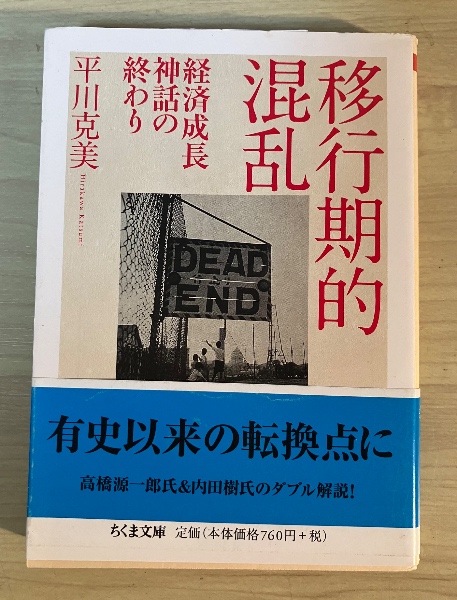 移行期的
混乱
経済成長
神話の
終わり
平川克美
Hirakawa Katsumi
DEAD
END
有史以来の転換点に
高橋源一郎氏&内田樹氏のダブル解説!
ちくま文庫 定価(本体価格760円+税)